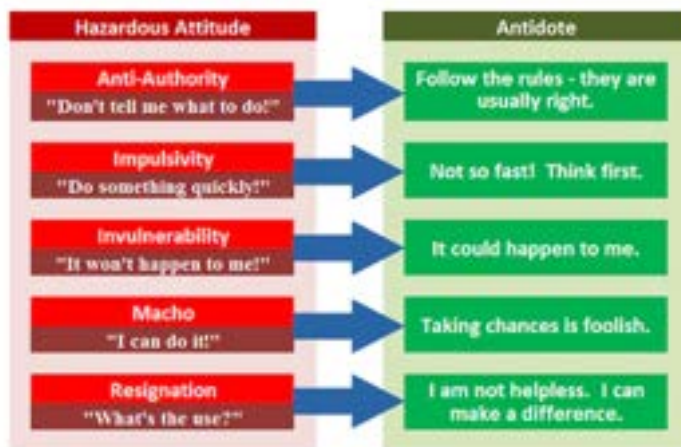 Hazardous Attitude
Antidote
Anti-Authority
"Don't tell me what to do!"
Follow the rules - they are
usually right.
Impulsivity
"Do something quickly!"
Not so fast!  Think first.
Invulnerability
"It won't happen to me!"
It could happen to me.
Macho
"I can do it!"
Taking chances is foolish.
Resignation
"What's the use?"
I am not helpless.  I can
make a difference.